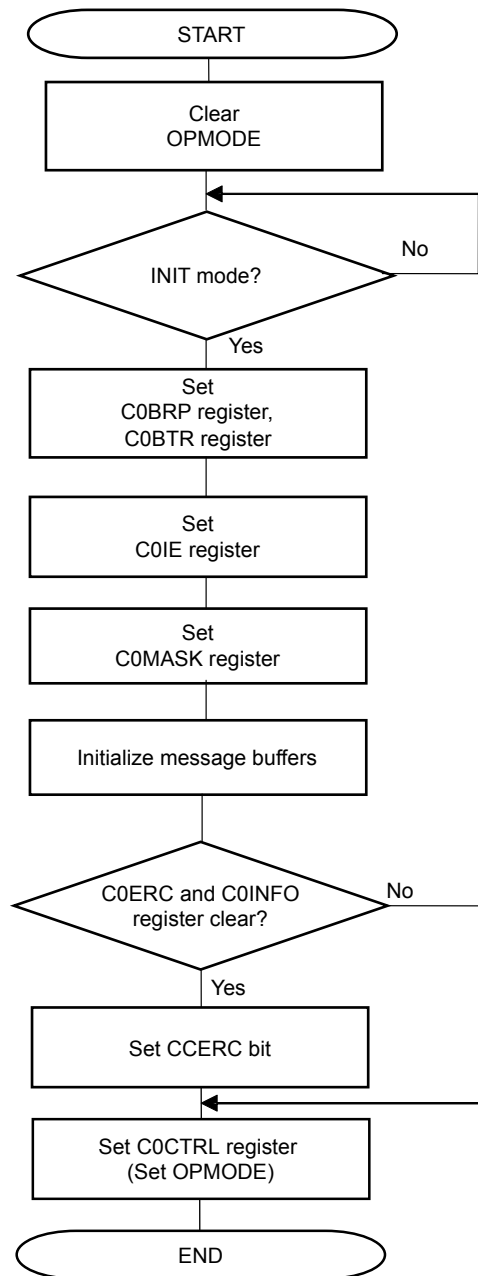 START
Clear
OPMODE
INIT mode?
No
Yes
Set
C0BRP register,
C0BTR register
Set
C0IE register
Set
C0MASK register
Initialize message buffers
C0ERC and C0INFO
register clear?
No
Yes
Set CCERC bit
Set C0CTRL register
(Set OPMODE)
END